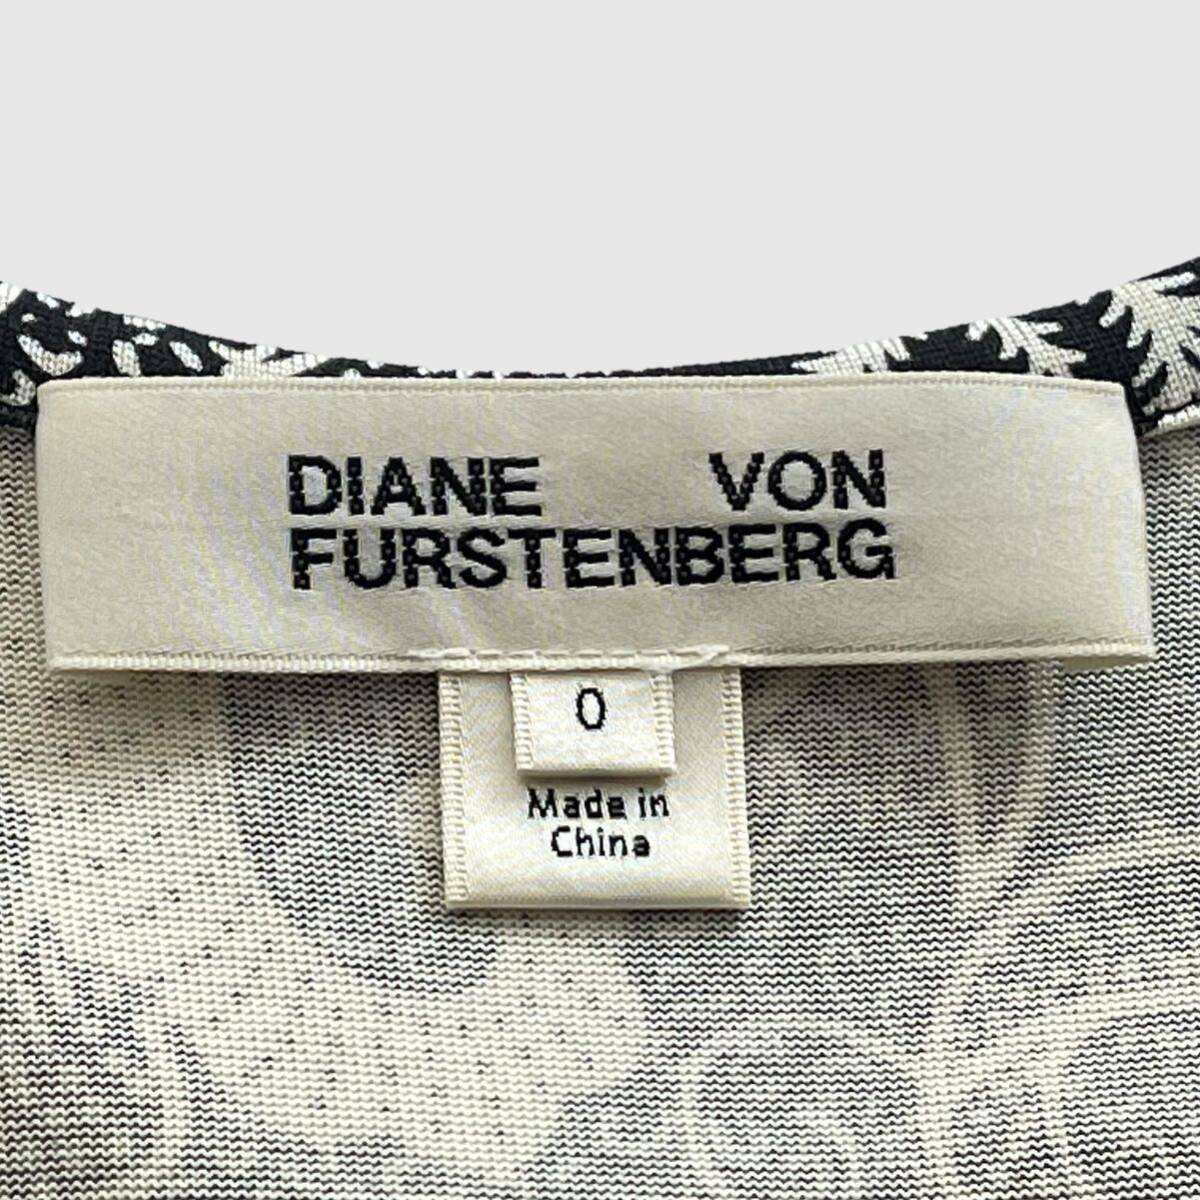 DIANE VON
FURSTENBERG
0
Made in
China